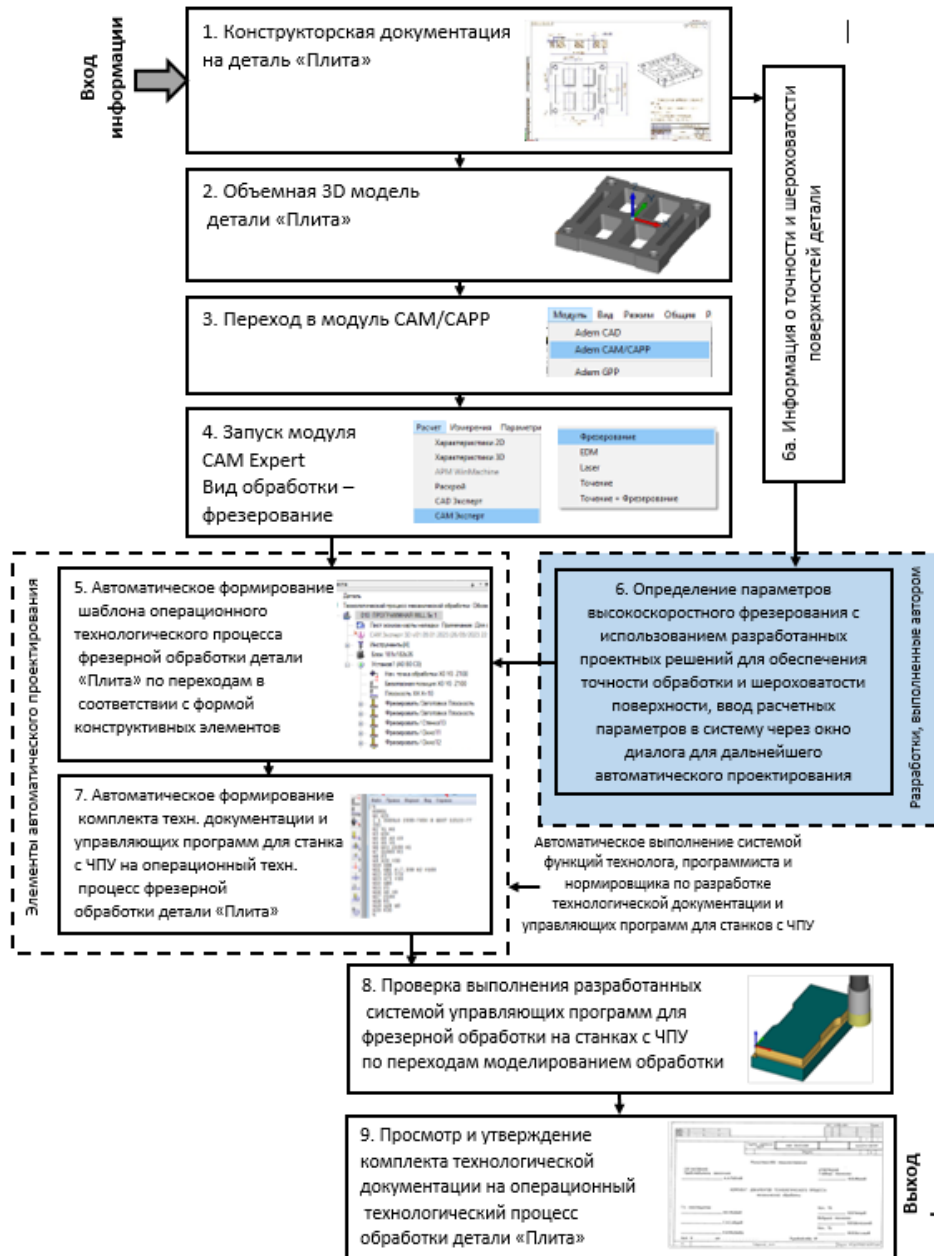 Вход
информации
1. Конструкторская документация
на деталь «Плита»
2. Объемная 3D модель
детали «Плита»
3. Переход в модуль CAM/CAPP
Модуль Вид Режим Общие Р
Adem CAD
Adem CAM/CAPP
Adem GPP
6а. Информация о точности и шероховатости
поверхностей детали
4. Запуск модуля
CAM Expert
Вид обработки –
фрезерование
Расчет Измерения Параметри
Характеристики 2D
Характеристики 3D
APM WinMachine
Раскрой
CAD Эксперт
CAM Эксперт
Фрезерование
EDM
Laser
Точение
Точение + Фрезерование
Элементы автоматического проектирования
5. Автоматическое формирование
шаблона операционного
технологического процесса
фрезерной обработки детали
«Плита» по переходам в
соответствии с формой
конструктивных элементов
Деталь
6. Определение параметров
высокоскоростного фрезерования с
использованием разработанных
проектных решений для обеспечения
точности обработки и шероховатости
поверхности, ввод расчетных
параметров в систему через окно
диалога для дальнейшего
автоматического проектирования
Разработки, выполненные автором
7. Автоматическое формирование
комплекта техн. документации и
управляющих программ для станка
с ЧПУ на операционный техн.
процесс фрезерной
обработки детали «Плита»
Автоматическое выполнение системой
функций технолога, программиста и
нормировщика по разработке
технологической документации и
управляющих программ для станков с ЧПУ
8. Проверка выполнения разработанных
системой управляющих программ для
фрезерной обработки на станках с ЧПУ
по переходам моделированием обработки
9. Просмотр и утверждение
комплекта технологической
документации на операционный
технологический процесс
обработки детали «Плита»
Выход